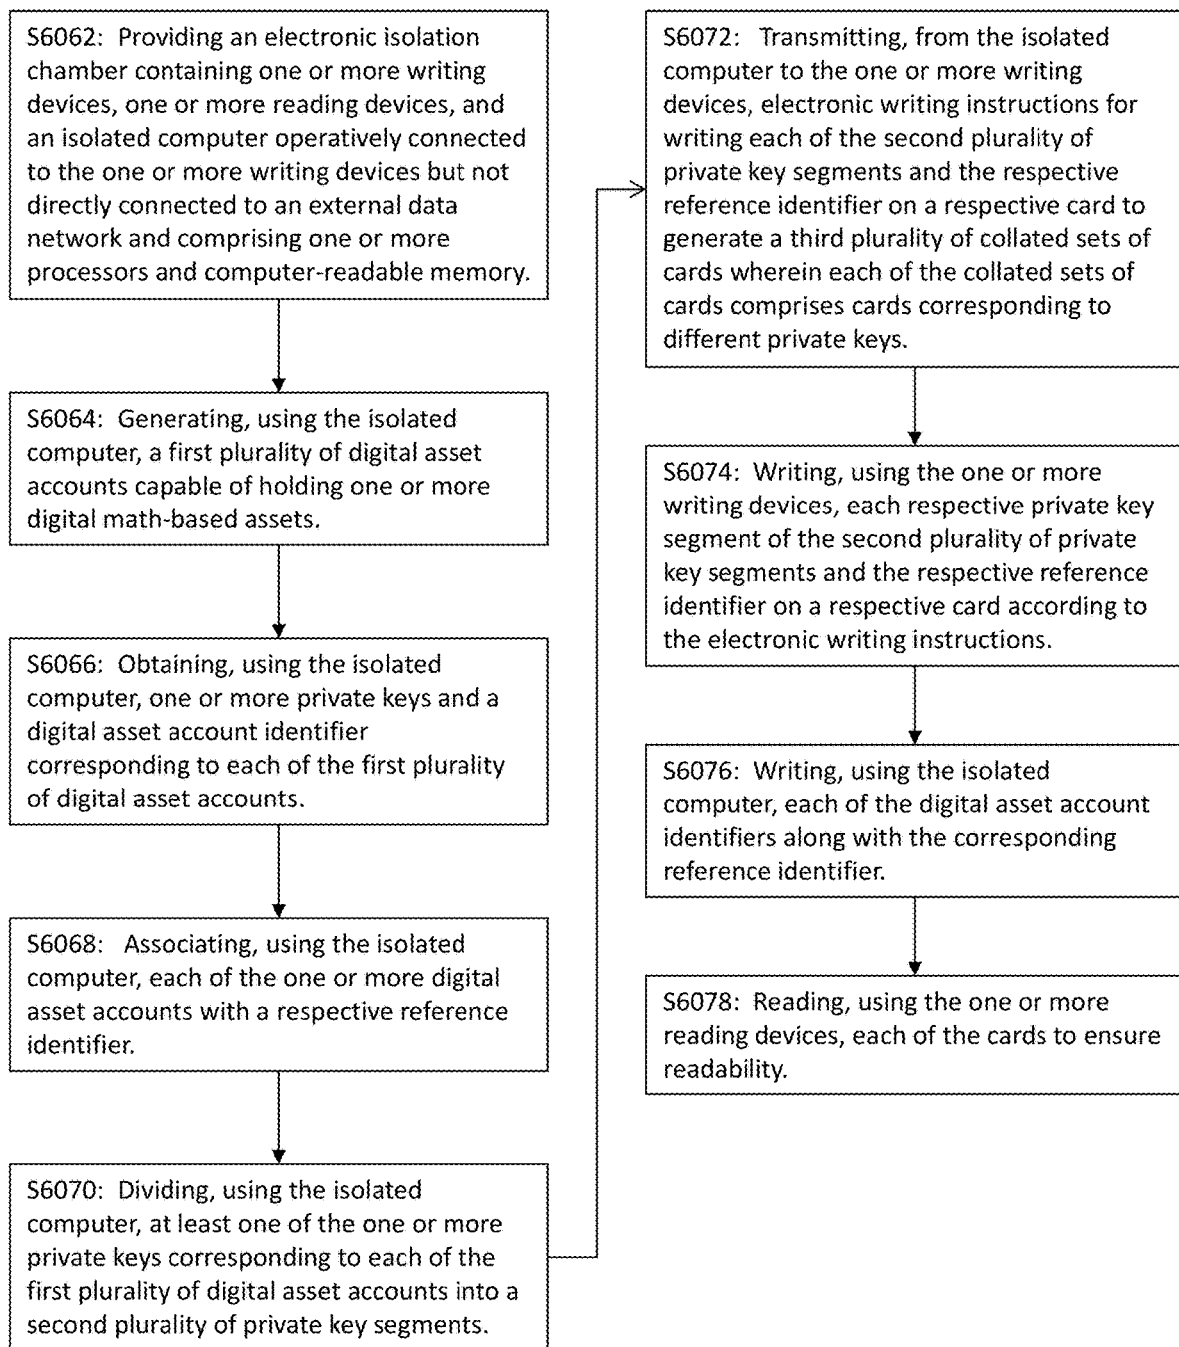 S6062: Providing an electronic isolation
chamber containing one or more writing
devices, one or more reading devices, and
an isolated computer operatively connected
to the one or more writing devices but not
directly connected to an external data
network and comprising one or more
processors and computer-readable memory.
S6064: Generating, using the isolated
computer, a first plurality of digital asset
accounts capable of holding one or more
digital math-based assets.
S6066: Obtaining, using the isolated
computer, one or more private keys and a
digital asset account identifier
corresponding to each of the first plurality
of digital asset accounts.
S6068: Associating, using the isolated
computer, each of the one or more digital
asset accounts with a respective reference
identifier.
S6070: Dividing, using the isolated
computer, at least one of the one or more
private keys corresponding to each of the
first plurality of digital asset accounts into a
second plurality of private key segments.
S6072: Transmitting, from the isolated
computer to the one or more writing
devices, electronic writing instructions for
writing each of the second plurality of
private key segments and the respective
reference identifier on a respective card to
generate a third plurality of collated sets of
cards wherein each of the collated sets of
cards comprises cards corresponding to
different private keys.
S6074: Writing, using the one or more
writing devices, each respective private key
segment of the second plurality of private
key segments and the respective reference
identifier on a respective card according to
the electronic writing instructions.
S6076: Writing, using the isolated
computer, each of the digital asset account
identifiers along with the corresponding
reference identifier.
S6078: Reading, using the one or more
reading devices, each of the cards to ensure
readability.